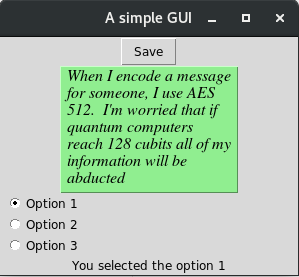 A simple GUI
Save
When I encode a message
for someone, I use AES
512.  I'm worried that if
quantum computers
reach 128 cubits all of my
information will be
abducted
Option 1
Option 2
Option 3
You selected the option 1